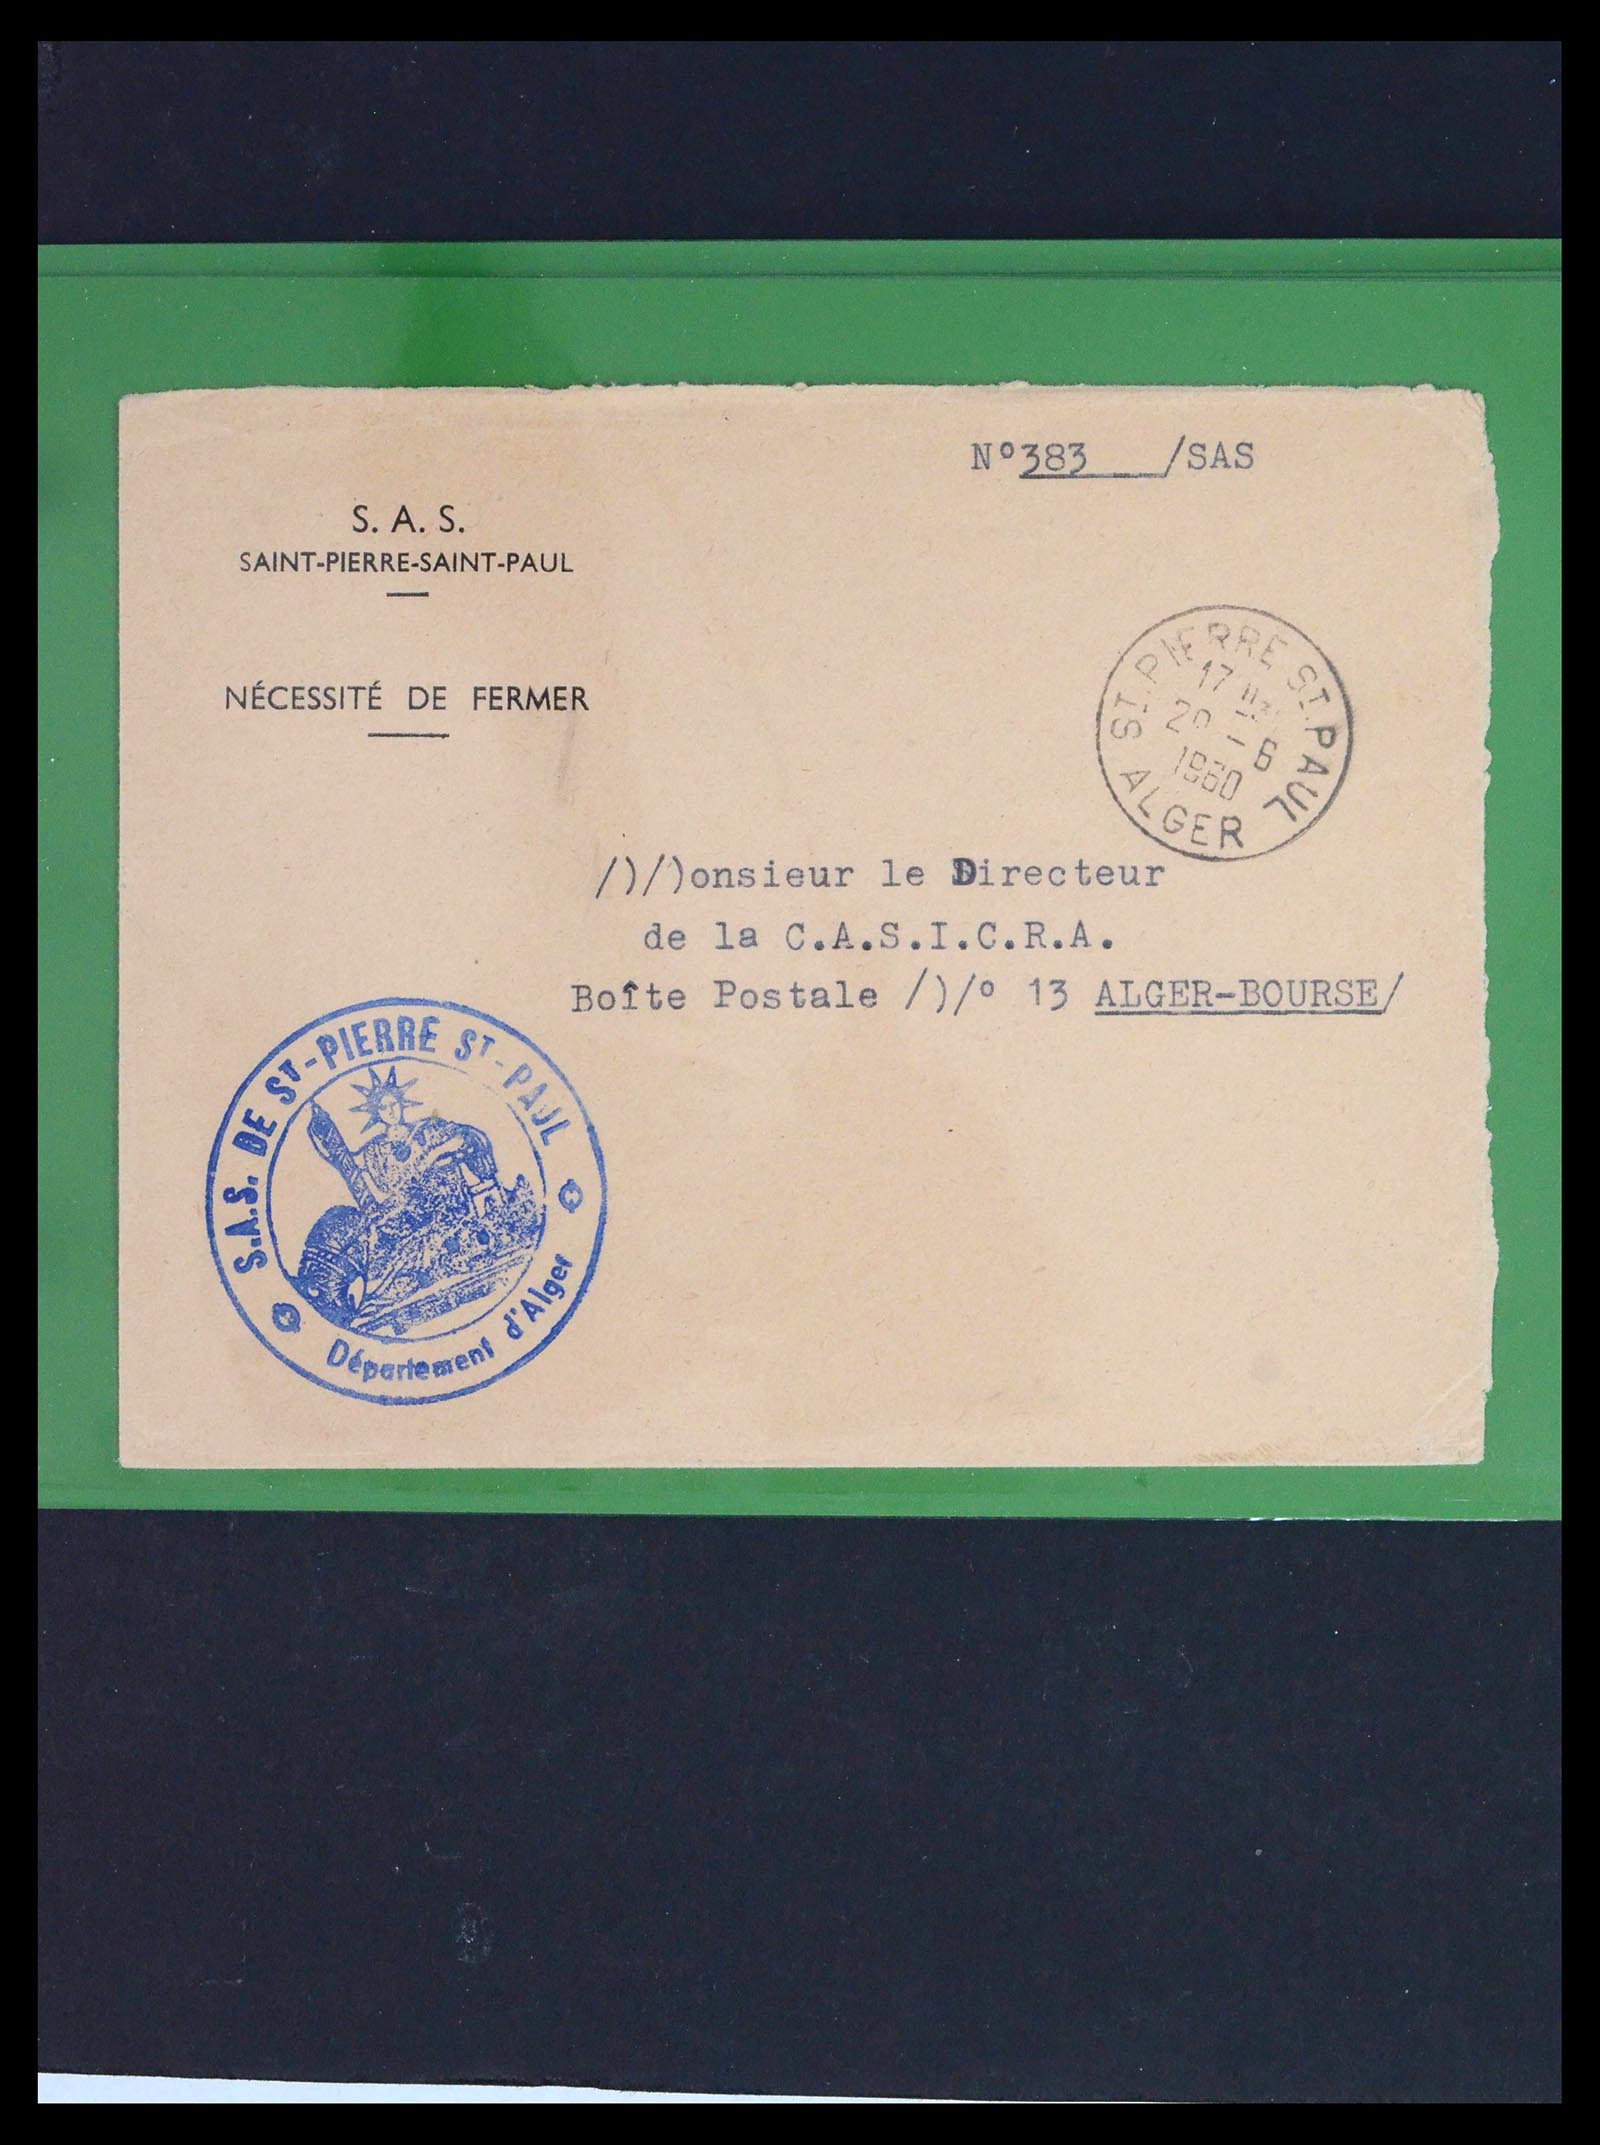 N°383 /SAS
S. A. S.
SAINT-PIERRE-SAINT-PAUL
NÉCESSITÉ DE FERMER
ST. PIERRE ST. PAUL
17 H
20 - 6
1960
ALGER
/)/)onsieur le Directeur
de la C.A.S.I.C.R.A.
Boîte Postale /)/° 13 ALGER-BOURSE/
S.A.S. DE ST-PIERRE ST-PAUL
Département d'Alger